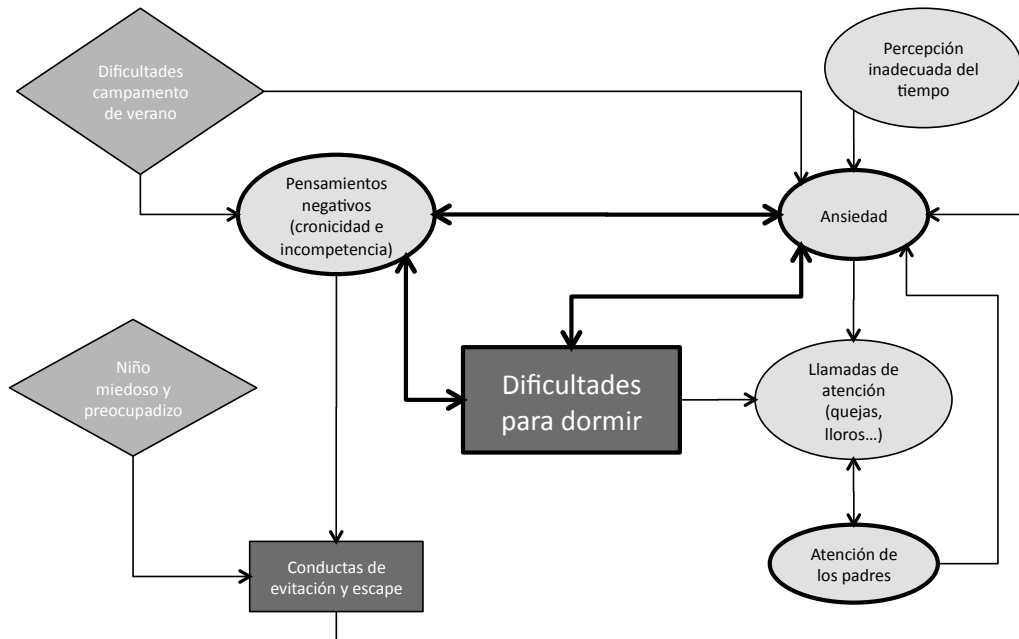 Dificultades
campamento
de verano
Percepción
inadecuada del
tiempo
Pensamientos
negativos
(cronicidad e
incompetencia)
Ansiedad
Niño
miedoso y
preocupadizo
Dificultades
para dormir
Llamadas de
atención
(quejas,
lloros...)
Conductas de
evitación y escape
Atención de
los padres